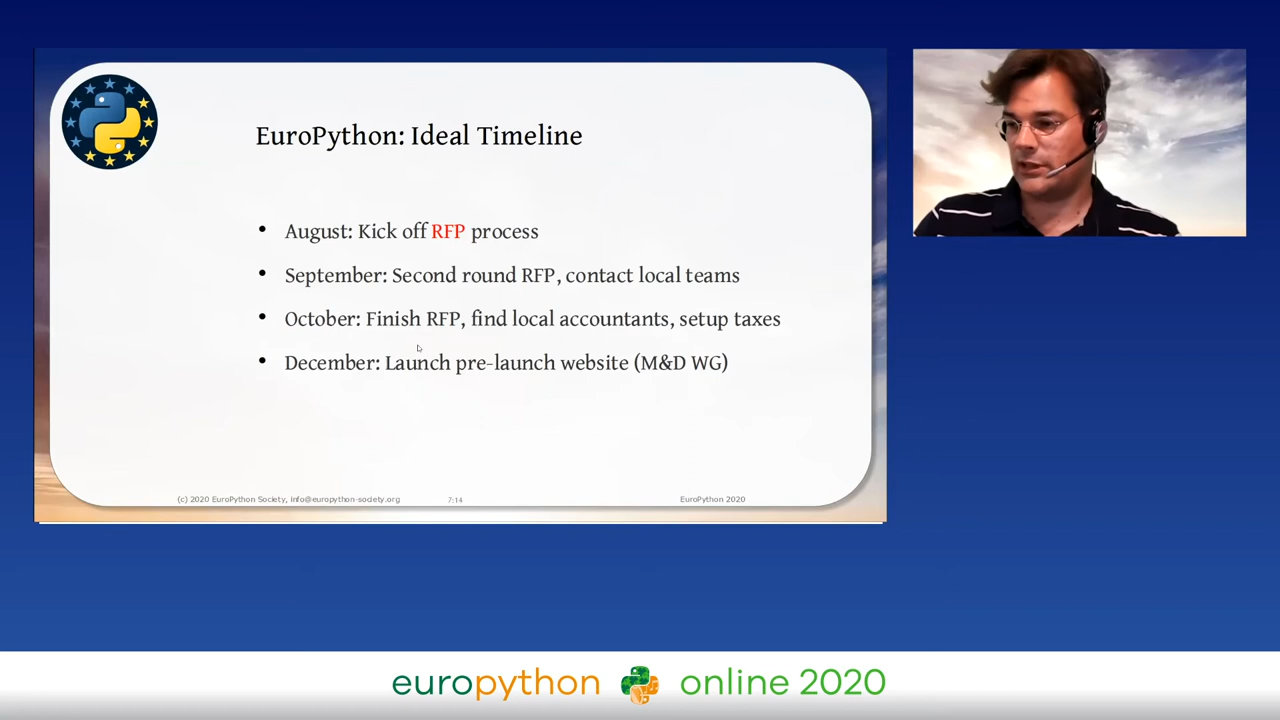 EuroPython: Ideal Timeline
• August: Kick off RFP process
• September: Second round RFP, contact local teams
• October: Finish RFP, find local accountants, setup taxes
• December: Launch pre-launch website (M&D WG)
(c) 2020 EuroPython Society, info@europython-society.org 7:14 EuroPython 2020
europython online 2020